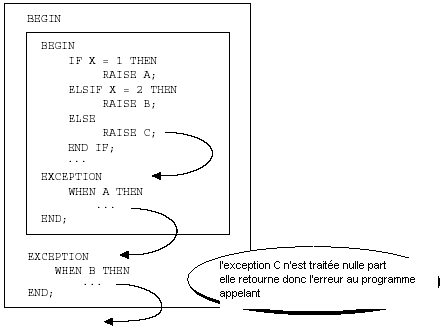 BEGIN
BEGIN
IF X = 1 THEN
RAISE A;
ELSIF X = 2 THEN
RAISE B;
ELSE
RAISE C;
END IF;
...
EXCEPTION
WHEN A THEN
...
END;
EXCEPTION
WHEN B THEN
...
END;
l'exception C n'est traitée nulle part
elle retourne donc l'erreur au programme
appelant